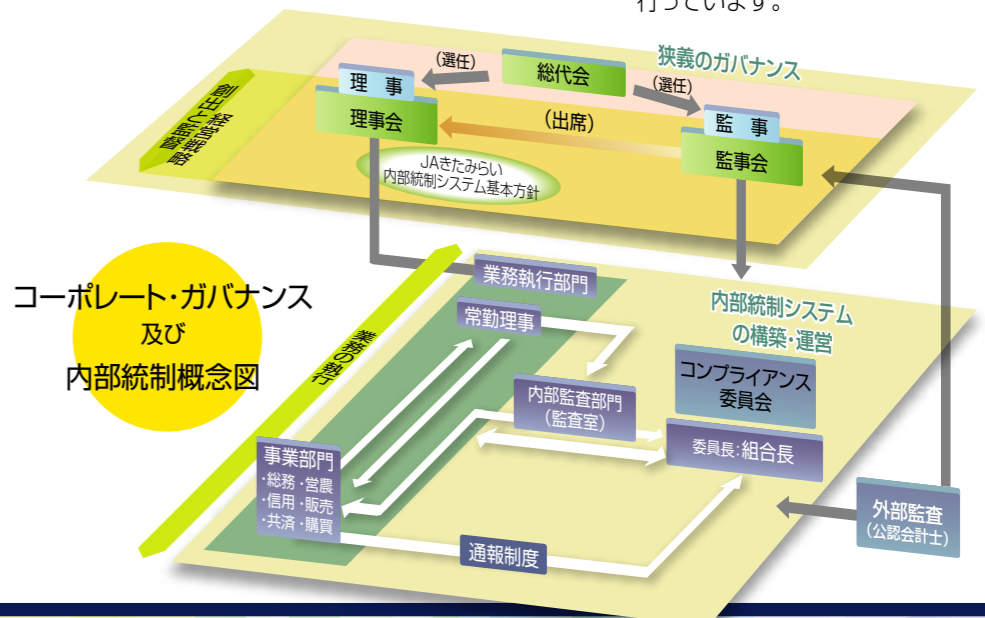 行っています。
狭義のガバナンス
(選任)
総代会
(選任)
理 事
理事会
(出席)
監 事
監事会
JAきたみらい
内部統制システム基本方針
経営戦略
コーポレート・ガバナンス
及び
内部統制概念図
業務の執行
業務執行部門
常勤理事
内部統制システム
の構築・運営
コンプライアンス
委員会
委員長:組合長
内部監査部門
(監査室)
事業部門
・総務・営農
・信用・販売
・共済・購買
通報制度
外部監査
(公認会計士)